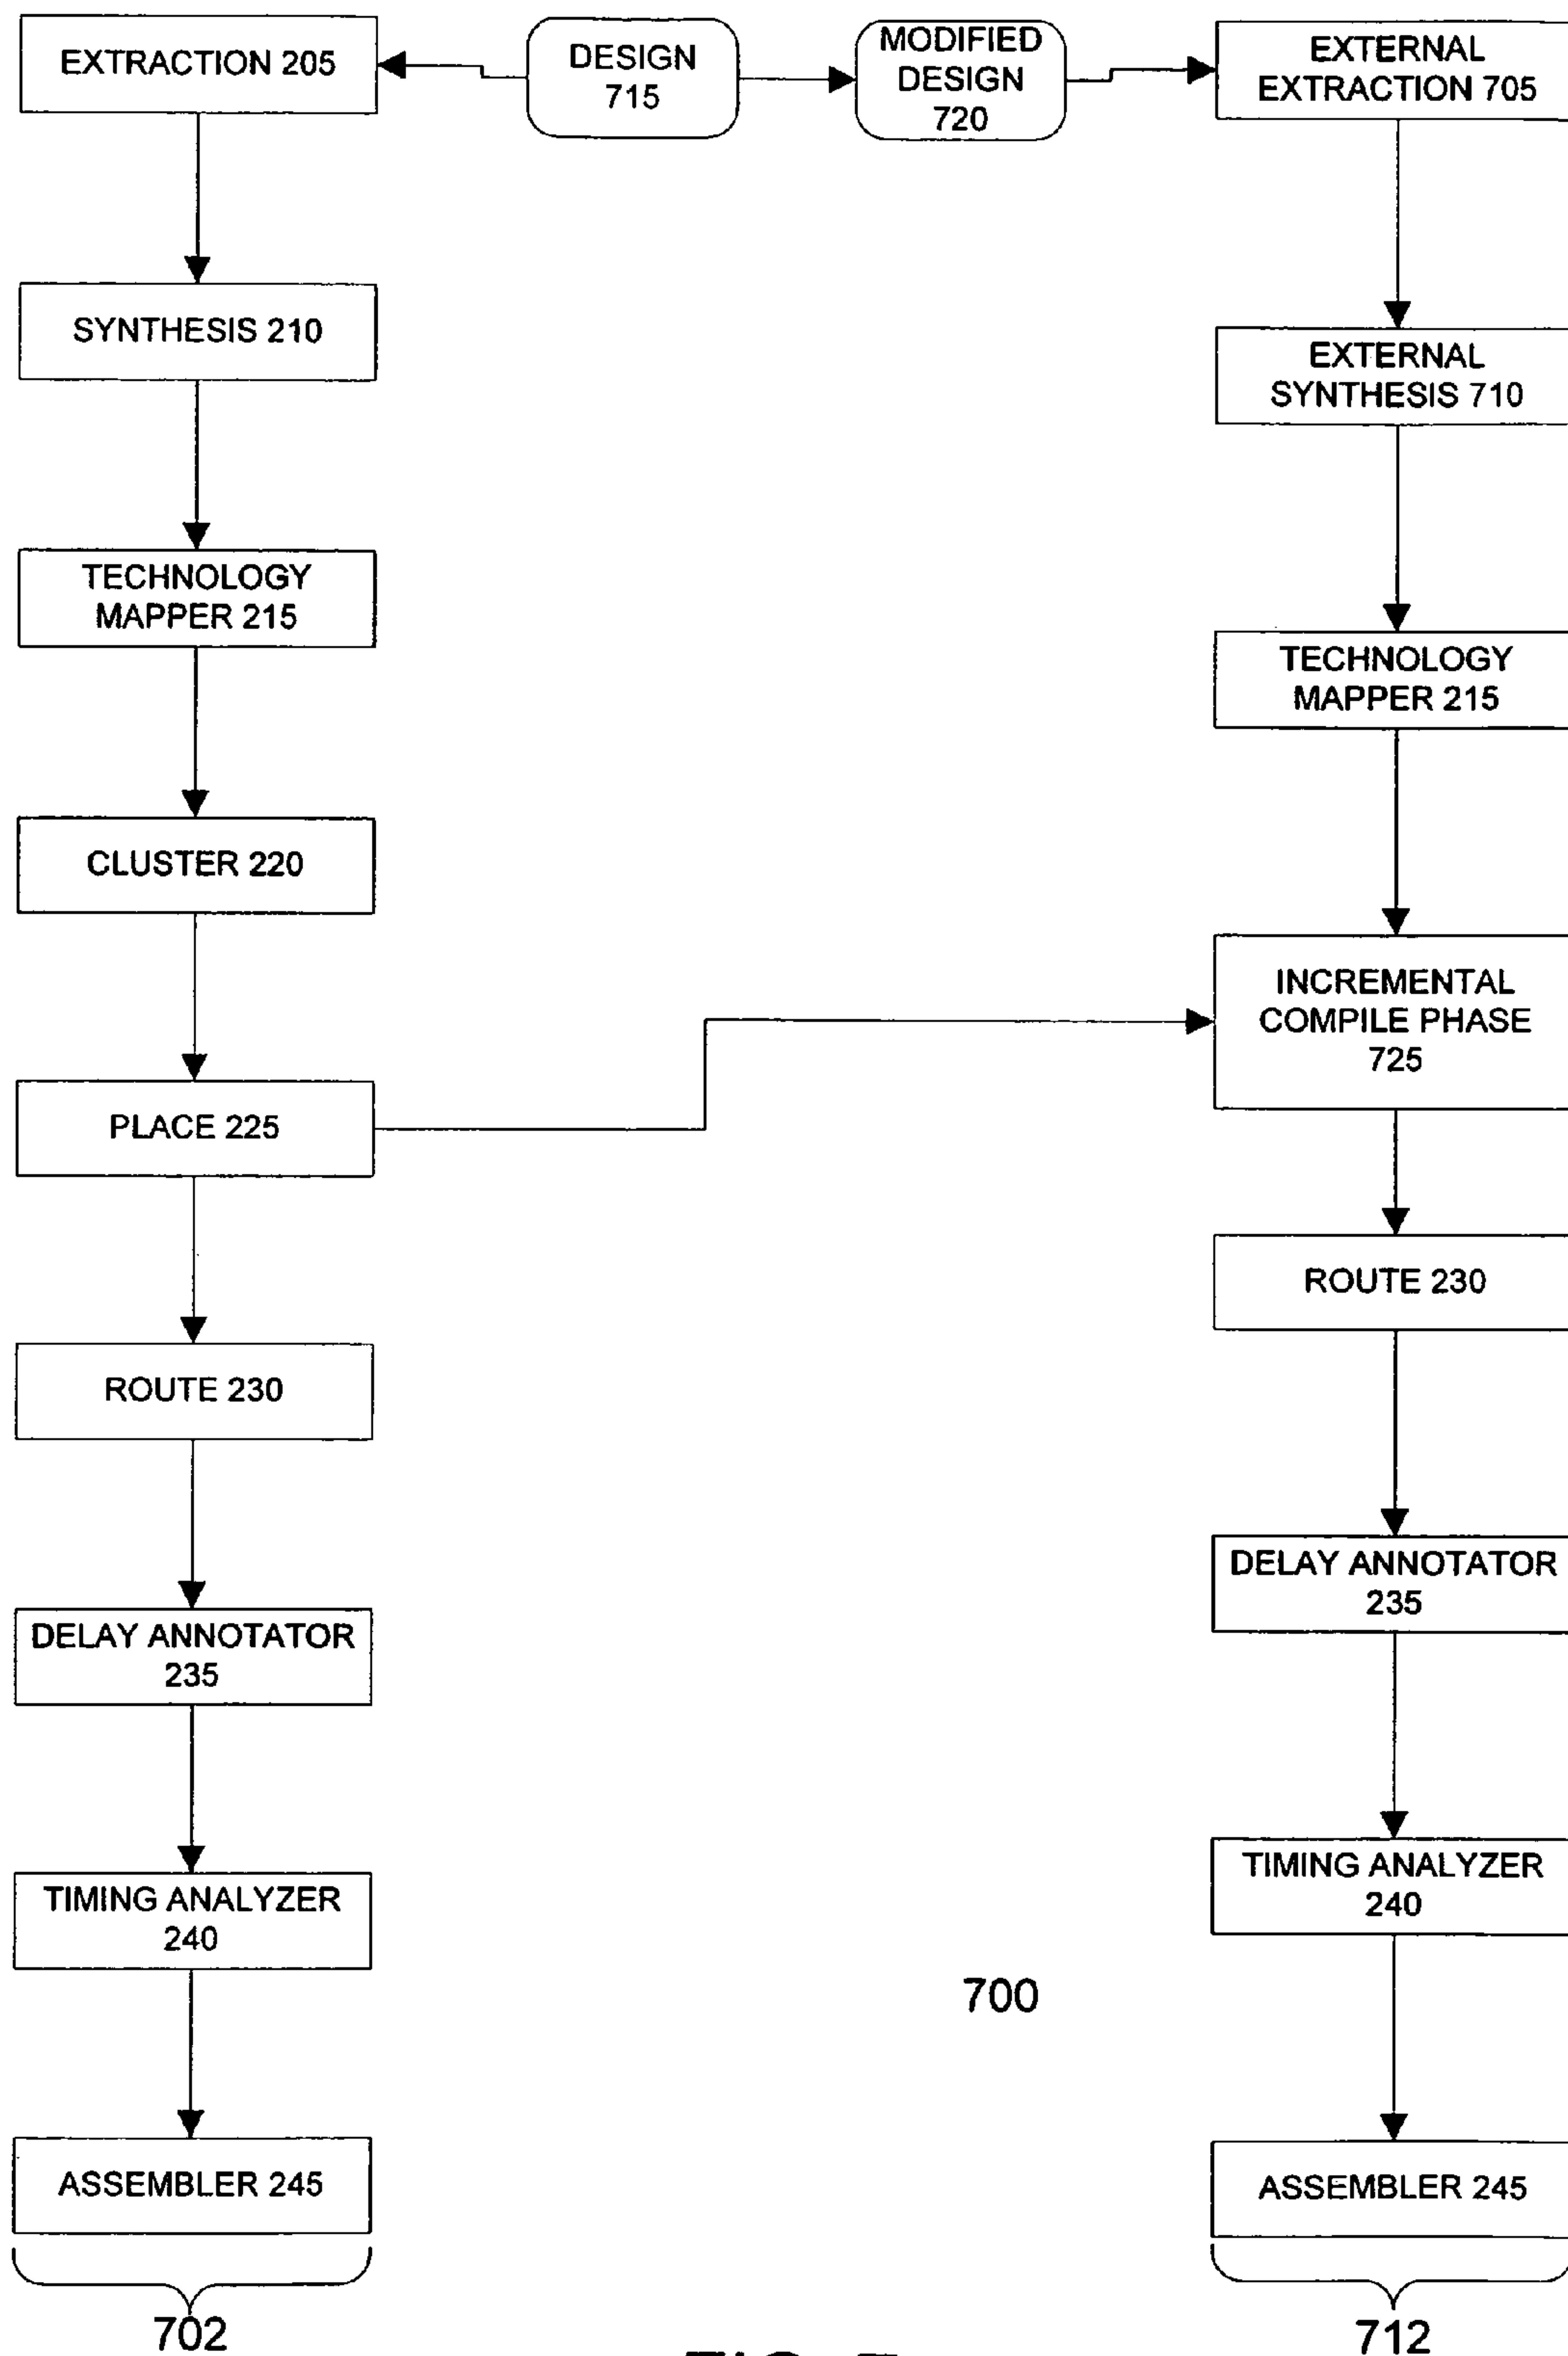 EXTRACTION 205
DESIGN
715
MODIFIED
DESIGN
720
EXTERNAL
EXTRACTION 705
SYNTHESIS 210
EXTERNAL
SYNTHESIS 710
TECHNOLOGY
MAPPER 215
TECHNOLOGY
MAPPER 215
CLUSTER 220
INCREMENTAL
COMPILE PHASE
725
PLACE 225
ROUTE 230
ROUTE 230
DELAY ANNOTATOR
235
DELAY ANNOTATOR
235
TIMING ANALYZER
240
TIMING ANALYZER
240
700
ASSEMBLER 245
ASSEMBLER 245
702
712